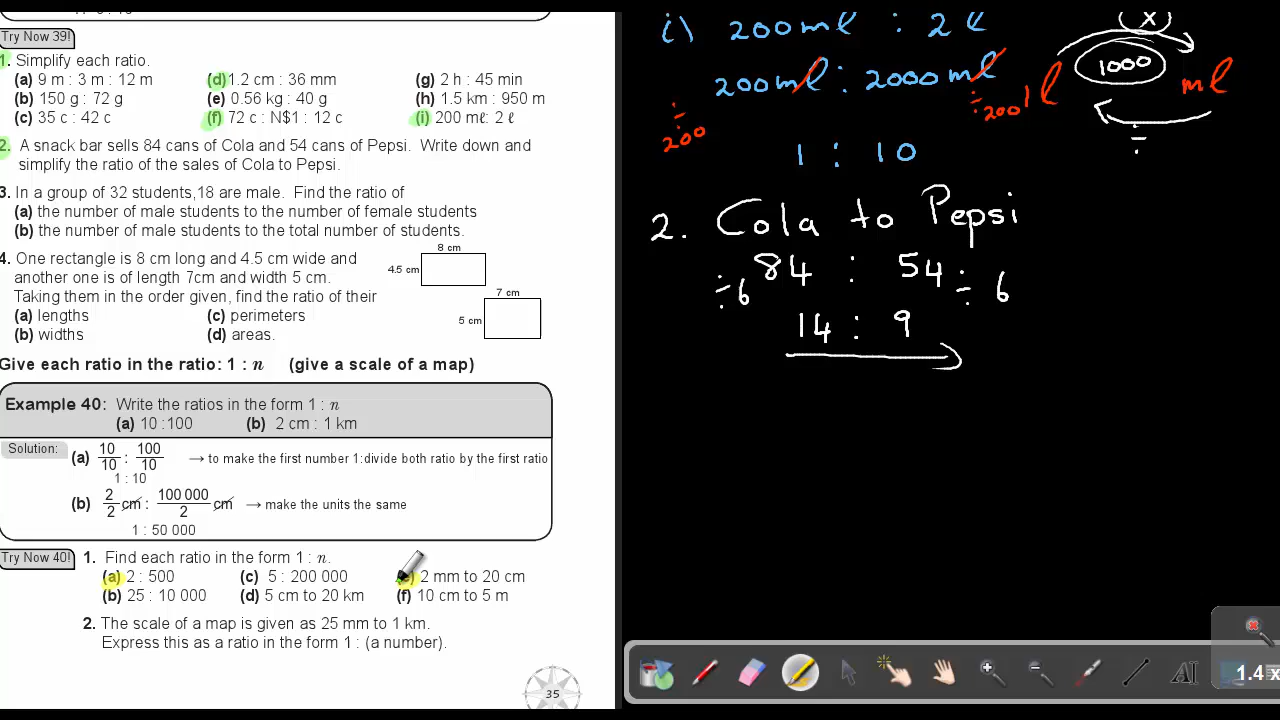 Try Now 39!
1. Simplify each ratio.
(a) 9 m : 3 m : 12 m (d) 1.2 cm : 36 mm (g) 2 h : 45 min
(b) 150 g : 72 g (e) 0.56 kg : 40 g (h) 1.5 km : 950 m
(c) 35 c : 42 c (f) 72 c : N$1 : 12 c (i) 200 mℓ: 2 ℓ
2. A snack bar sells 84 cans of Cola and 54 cans of Pepsi. Write down and
simplify the ratio of the sales of Cola to Pepsi.
3. In a group of 32 students,18 are male. Find the ratio of
(a) the number of male students to the number of female students
(b) the number of male students to the total number of students.
4. One rectangle is 8 cm long and 4.5 cm wide and
another one is of length 7cm and width 5 cm.
Taking them in the order given, find the ratio of their
(a) lengths (c) perimeters
(b) widths (d) areas.
8 cm
4.5 cm
7 cm
5 cm
Give each ratio in the ratio: 1 : n (give a scale of a map)
Example 40: Write the ratios in the form 1 : n
(a) 10 :100 (b) 2 cm : 1 km
Solution:
(a) 10/10 : 100/10 → to make the first number 1:divide both ratio by the first ratio
1 : 10
(b) 2/2 cm : 100 000/2 cm → make the units the same
1 : 50 000
Try Now 40! 1. Find each ratio in the form 1 : n.
(a) 2 : 500 (c) 5 : 200 000 2 mm to 20 cm
(b) 25 : 10 000 (d) 5 cm to 20 km (f) 10 cm to 5 m
2. The scale of a map is given as 25 mm to 1 km.
Express this as a ratio in the form 1 : (a number).
35
i) 200 ml : 2 l
200 ml : 2000 ml
÷ 200 ÷ 200
1 : 10
x
1 l 1000 ml
÷
2. Cola to Pepsi
84 : 54
÷ 6 ÷ 6
14 : 9
AI
1.4 x